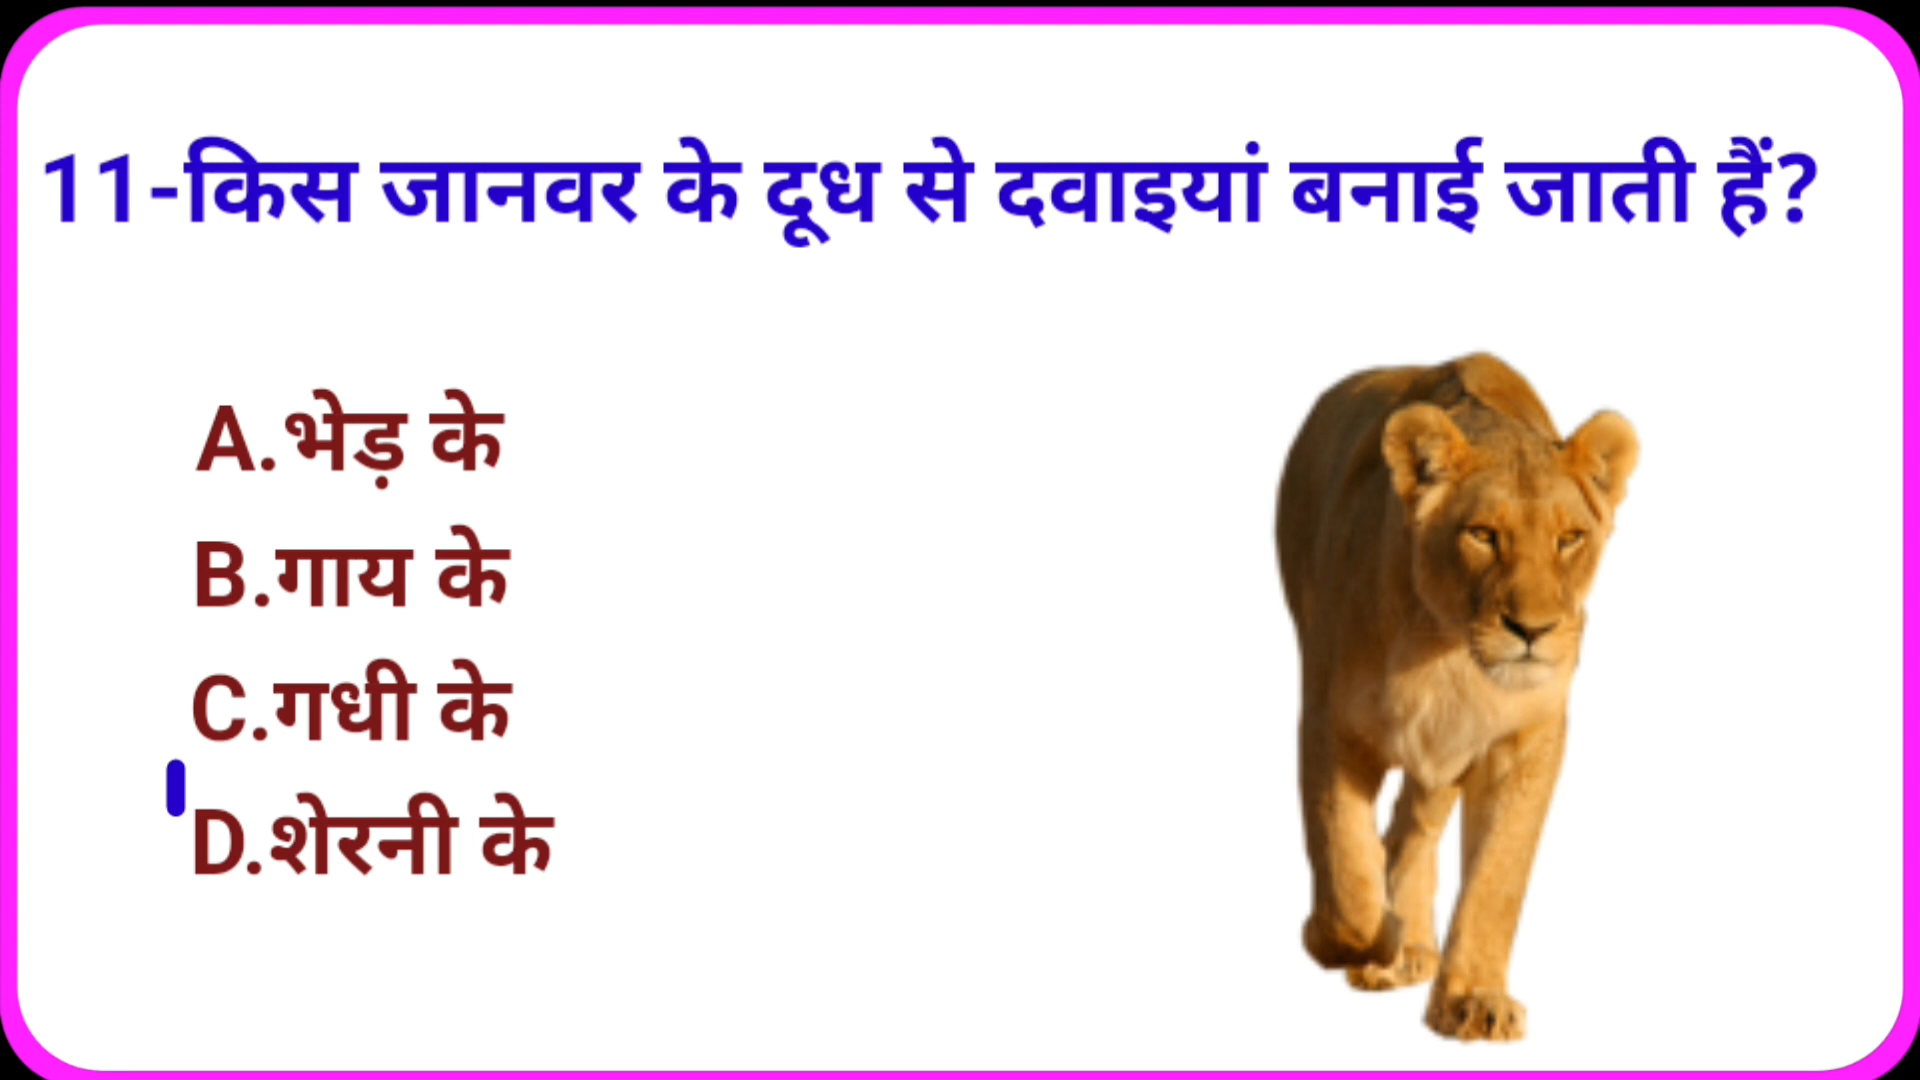 11-किस जानवर के दूध से दवाइयां बनाई जाती हैं?
A.भेड़ के
B.गाय के
C.गधी के
D.शेरनी के